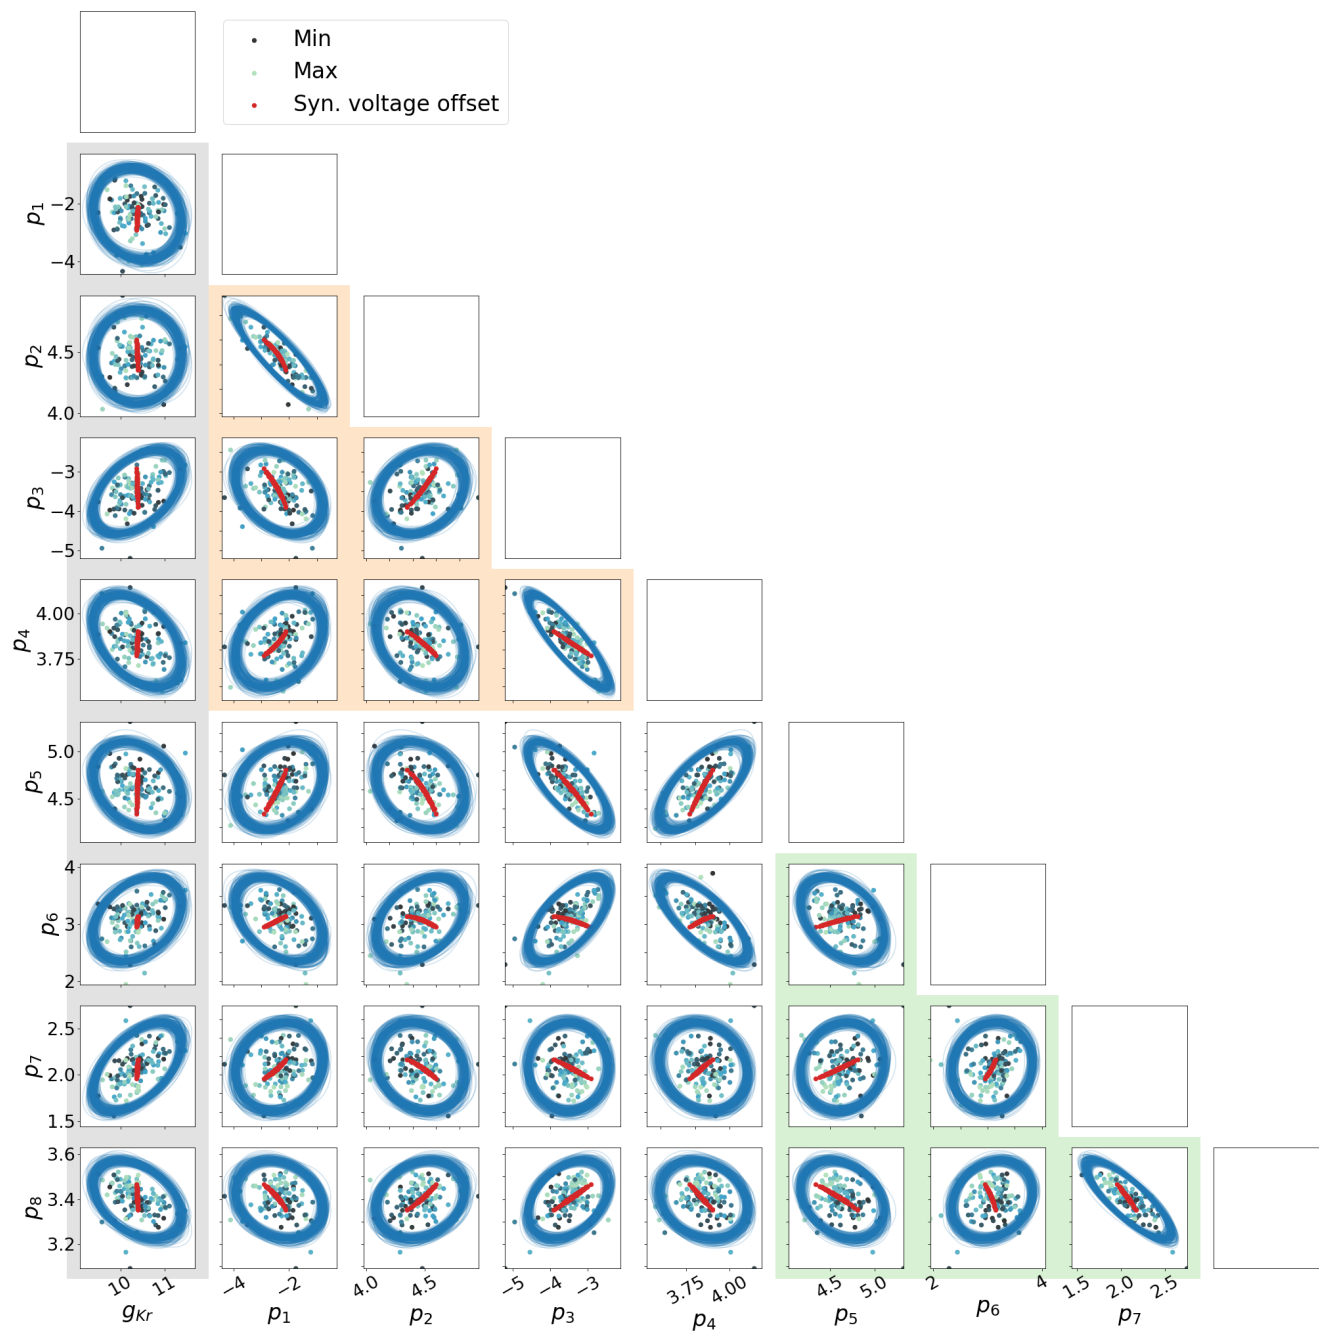 Min
Max
Syn. voltage offset
p1
−2
−4
p2
4.5
4.0
p3
−3
−4
−5
p4
4.00
3.75
p5
5.0
4.5
p6
4
3
2
p7
2.5
2.0
1.5
p8
3.6
3.4
3.2
10 11 −4 −2 4.0 4.5 −5 −4 −3 3.75 4.00 4.5 5.0 2 4 1.5 2.0 2.5
gKr p1 p2 p3 p4 p5 p6 p7